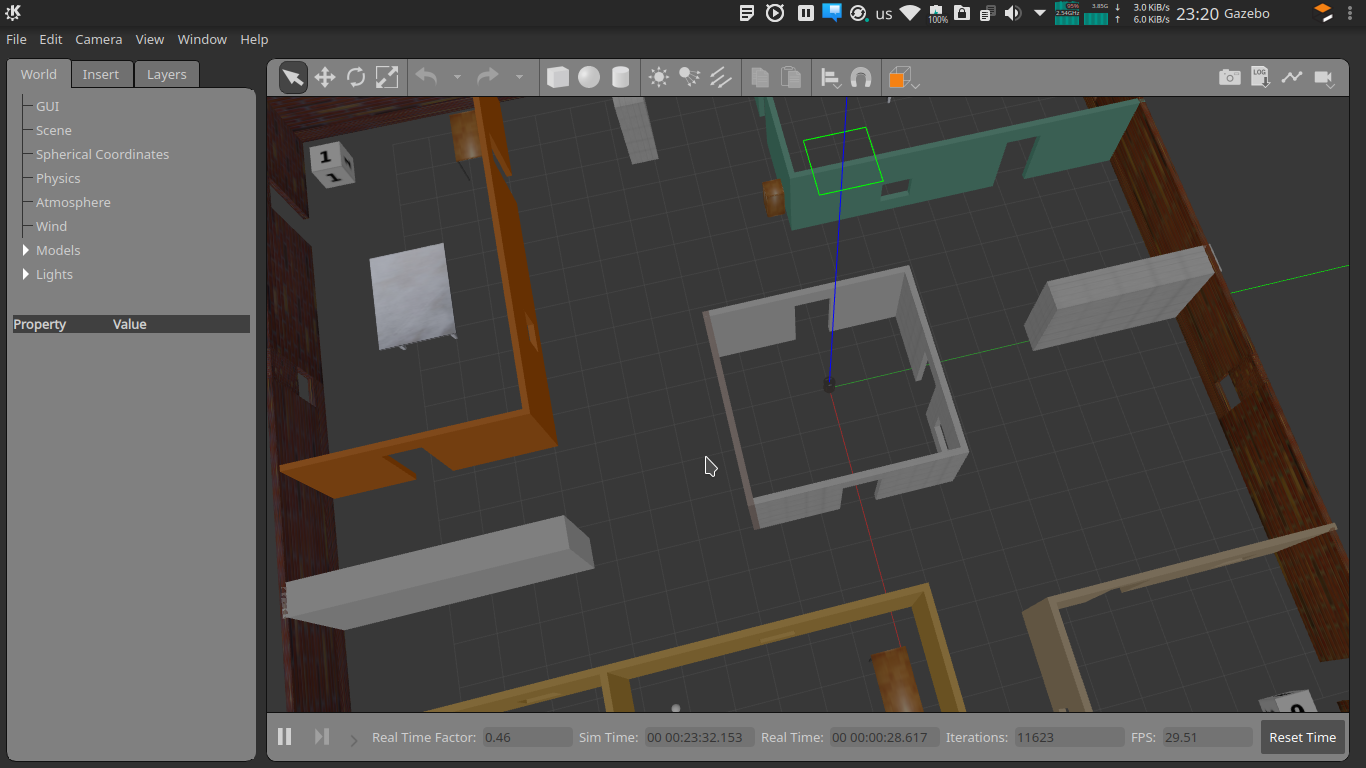 us 100% 95% 2.54GHz 3.85G ↓ 3.0 KiB/s ↑ 6.0 KiB/s 23:20 Gazebo
File Edit Camera View Window Help
World Insert Layers
LOG
GUI
Scene
Spherical Coordinates
Physics
Atmosphere
Wind
Models
Lights
Property Value
1
1
Real Time Factor: 0.46 Sim Time: 00 00:23:32.153 Real Time: 00 00:00:28.617 Iterations: 11623 FPS: 29.51 Reset Time